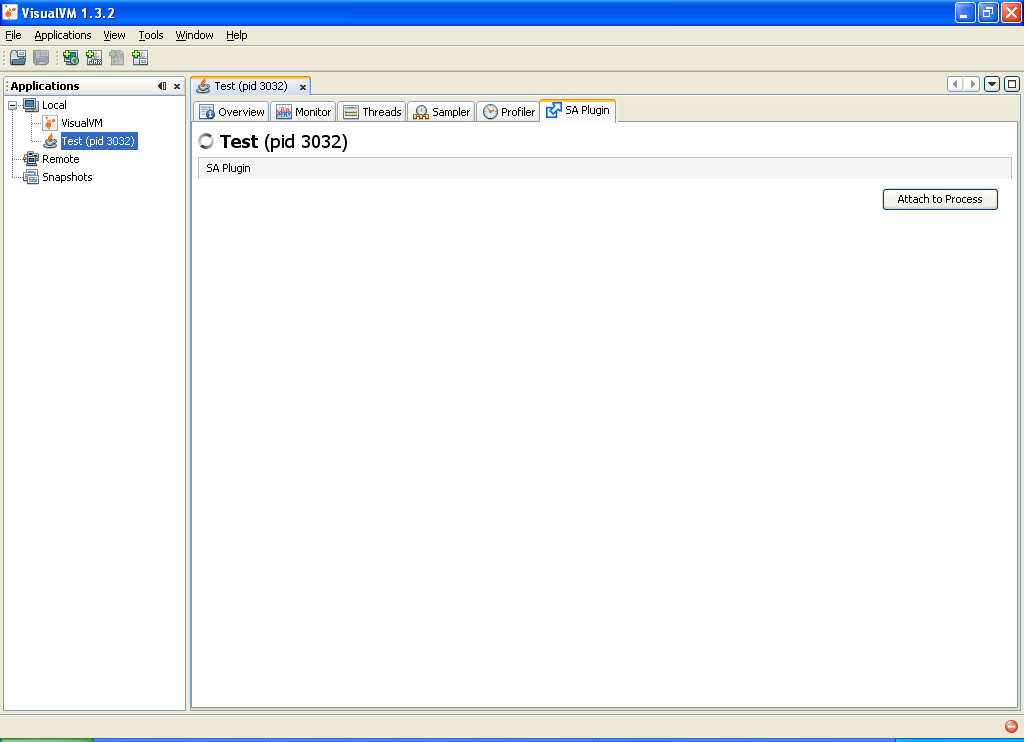 VisualVM 1.3.2
File Applications View Tools Window Help
Applications
Local
VisualVM
Test (pid 3032)
Remote
Snapshots
Test (pid 3032)
Overview Monitor Threads Sampler Profiler SA Plugin
Test (pid 3032)
SA Plugin
Attach to Process